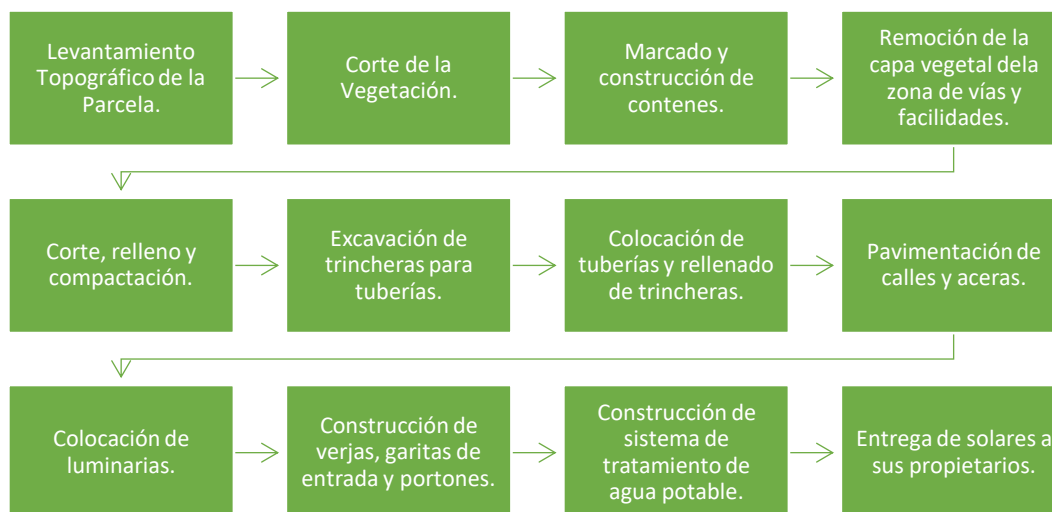 Levantamiento
Topográfico de la
Parcela.
Corte de la
Vegetación.
Marcado y
construcción de
contenes.
Remoción de la
capa vegetal dela
zona de vías y
facilidades.
Corte, relleno y
compactación.
Excavación de
trincheras para
tuberías.
Colocación de
tuberías y rellenado
de trincheras.
Pavimentación de
calles y aceras.
Colocación de
luminarias.
Construcción de
verjas, garitas de
entrada y portones.
Construcción de
sistema de
tratamiento de
agua potable.
Entrega de solares a
sus propietarios.